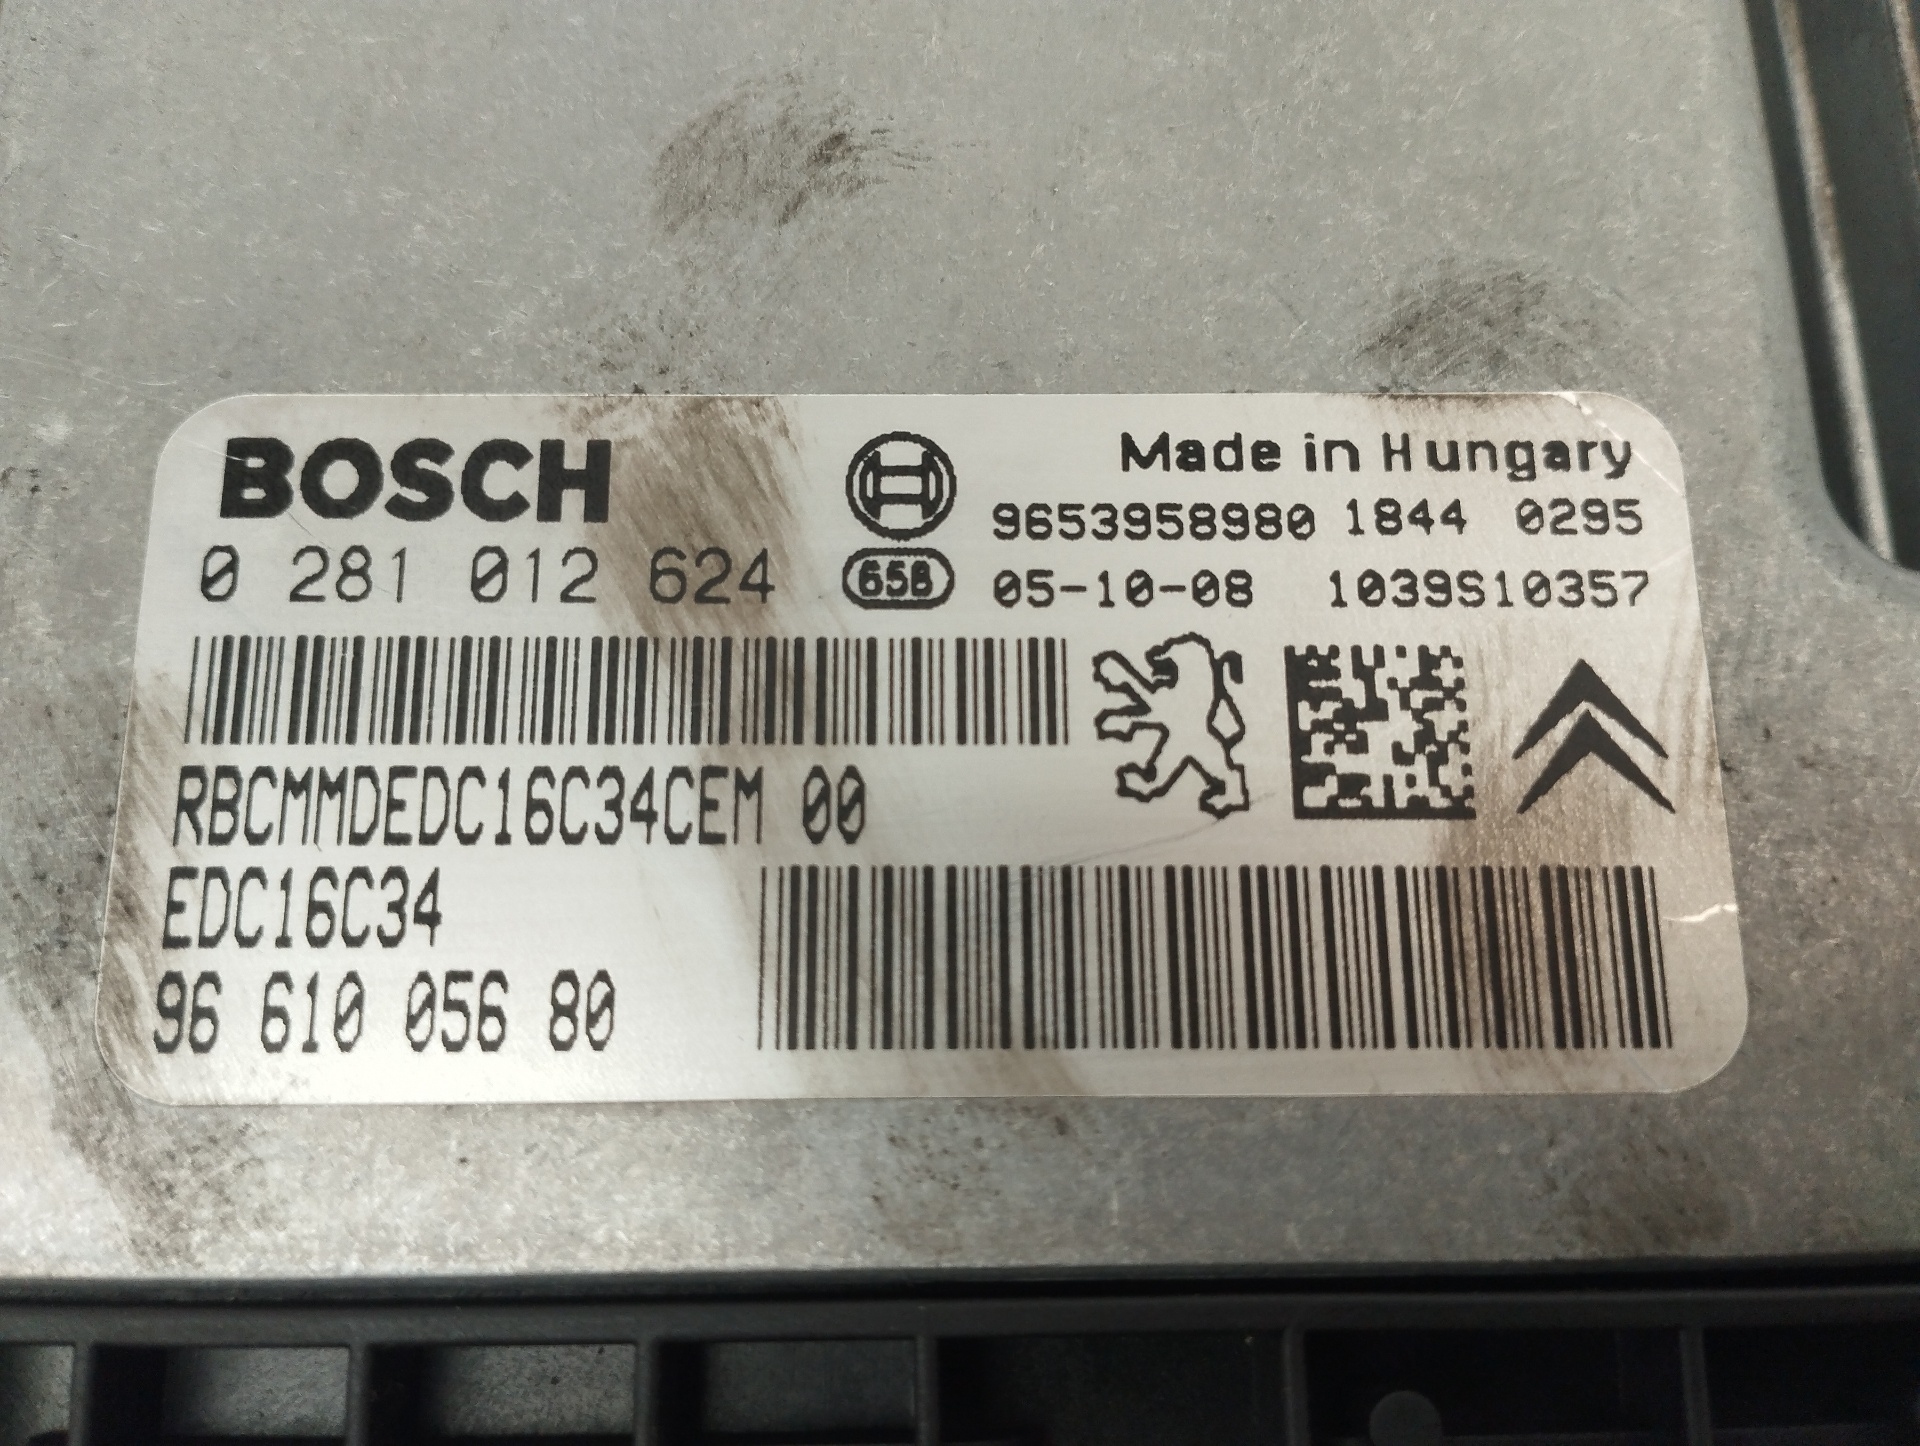 BOSCH
Made in Hungary
9653958980 1844 0295
0 281 012 624
65B
05-10-08 1039S10357
RBCMMDEDC16C34CEM 00
EDC16C34
96 610 056 80